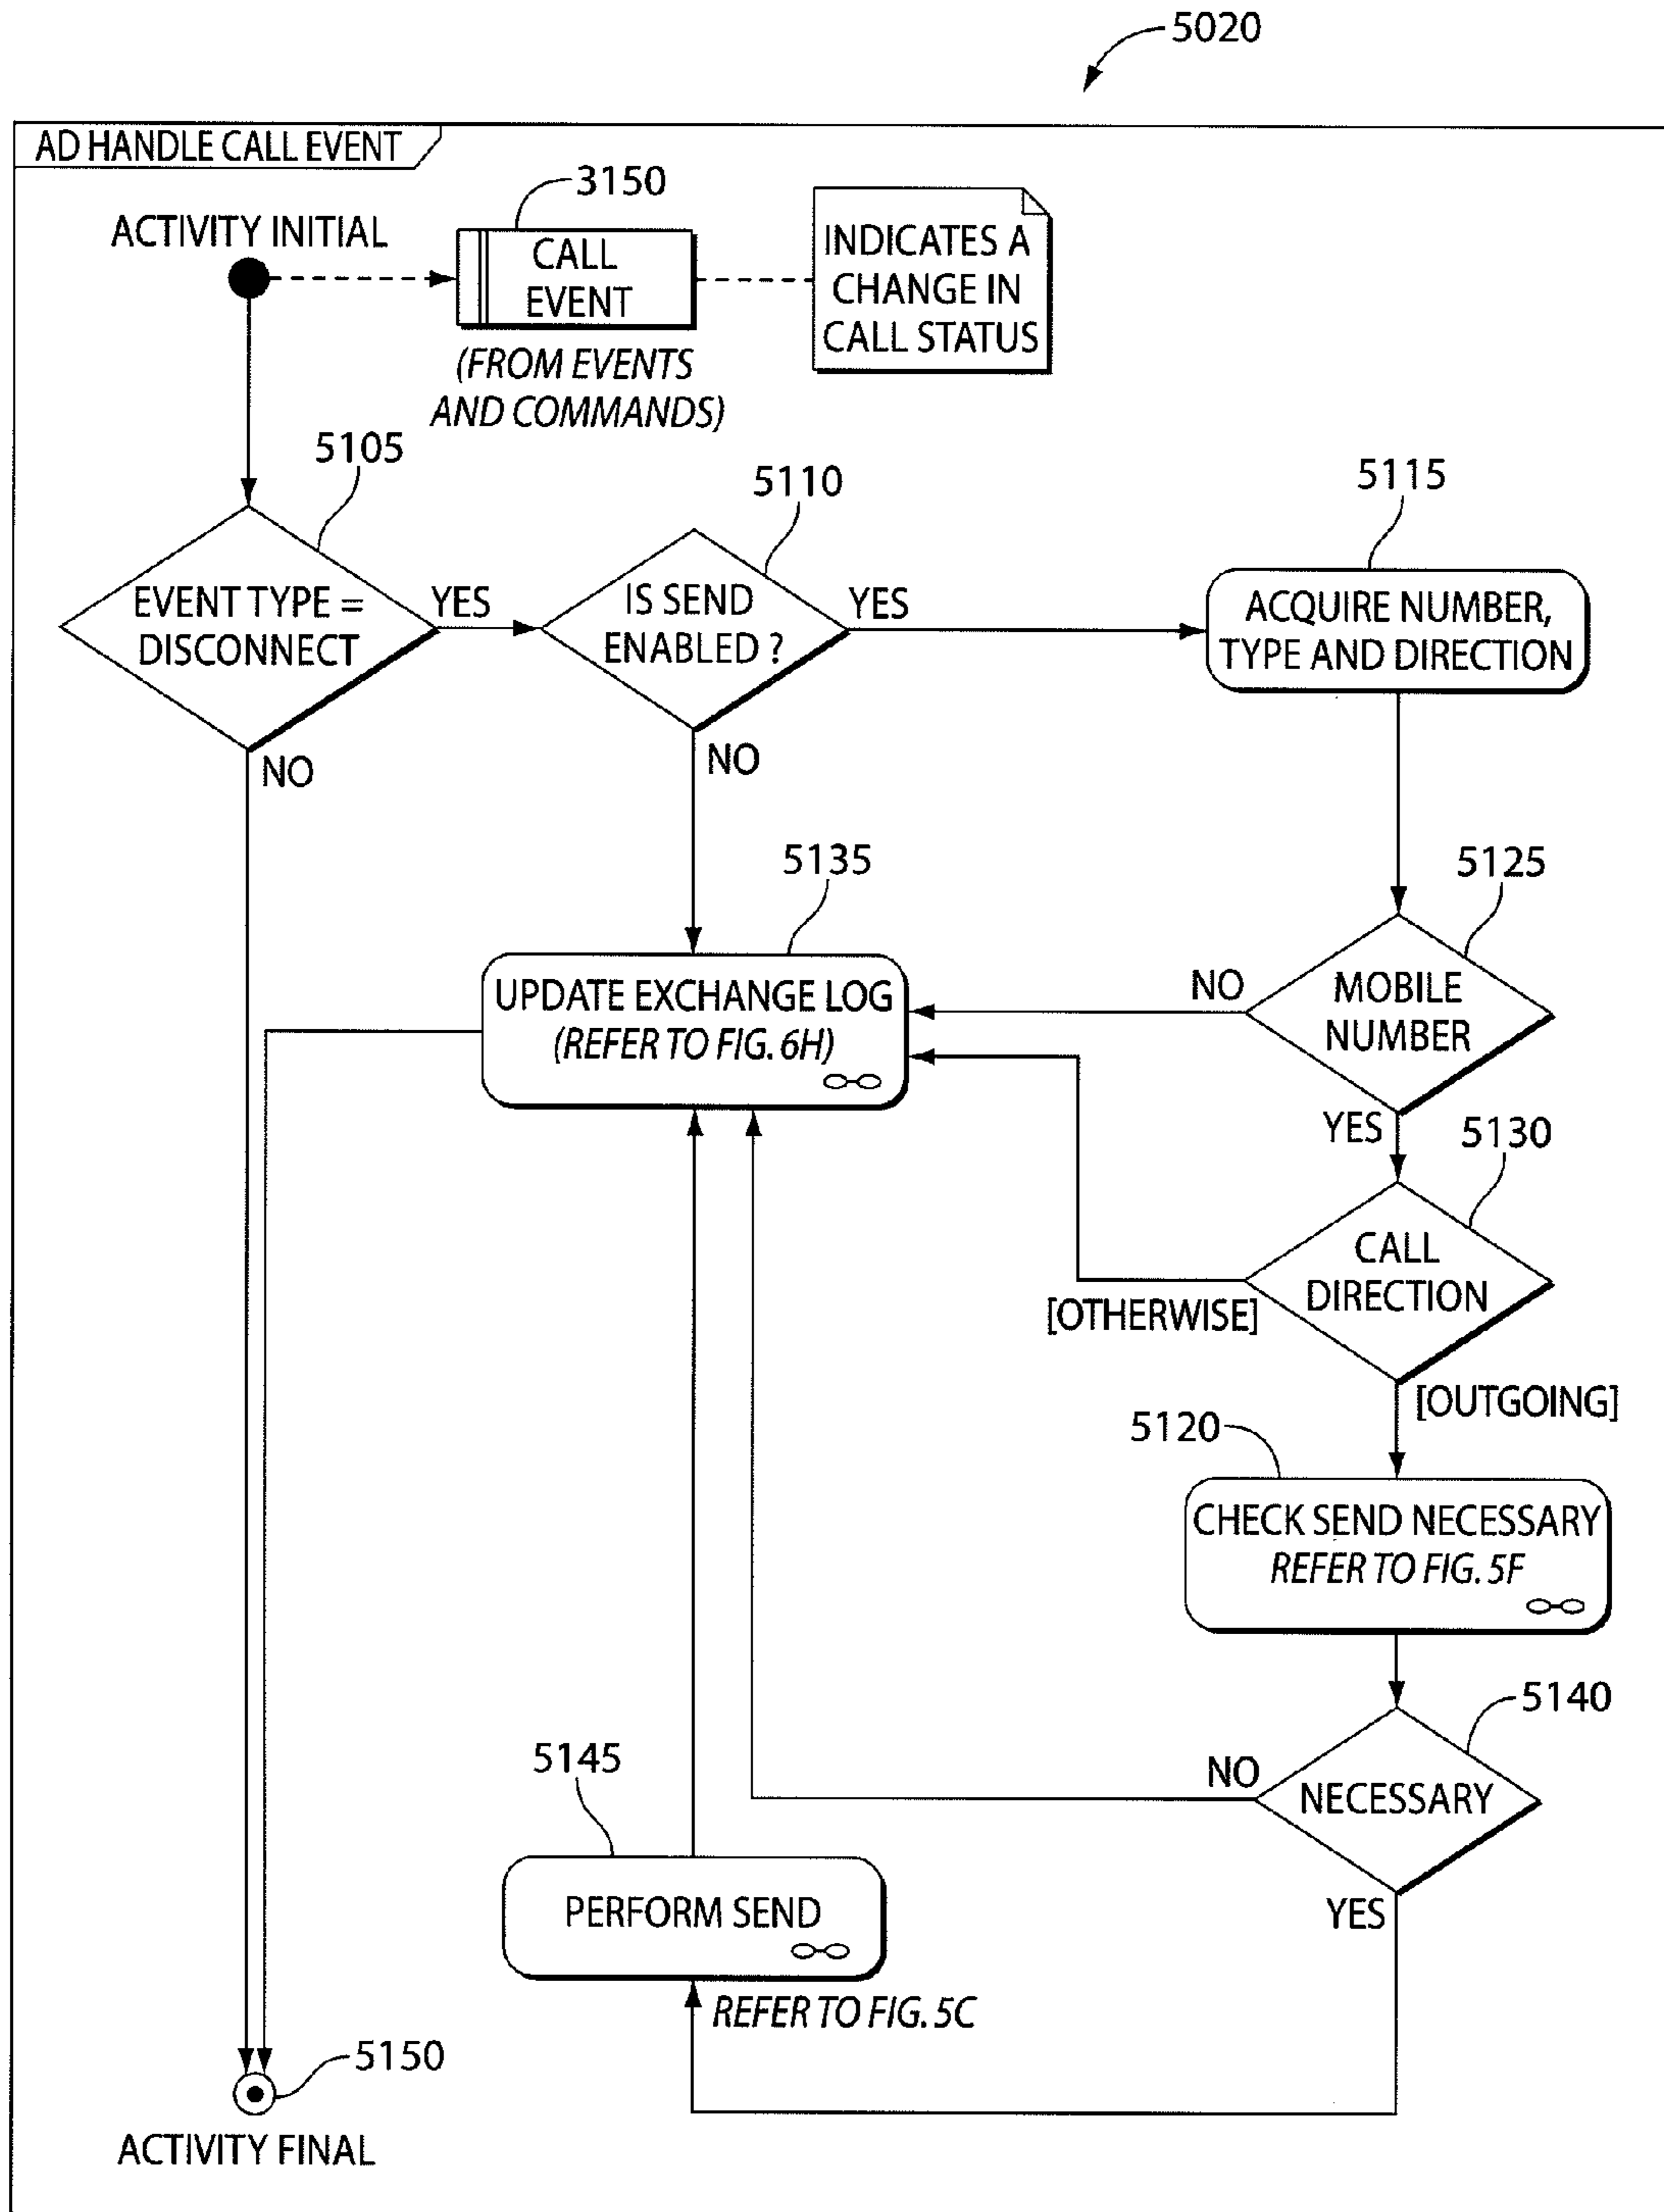 5020
AD HANDLE CALL EVENT
3150
ACTIVITY INITIAL
CALL
EVENT
INDICATES A
CHANGE IN
CALL STATUS
(FROM EVENTS
AND COMMANDS)
5105
5110
5115
EVENT TYPE =
DISCONNECT
YES
IS SEND
ENABLED ?
YES
ACQUIRE NUMBER,
TYPE AND DIRECTION
NO
NO
5135
5125
UPDATE EXCHANGE LOG
(REFER TO FIG. 6H)
NO
MOBILE
NUMBER
YES
5130
CALL
DIRECTION
[OTHERWISE]
[OUTGOING]
5120
CHECK SEND NECESSARY
REFER TO FIG. 5F
5140
NO
NECESSARY
5145
YES
PERFORM SEND
REFER TO FIG. 5C
5150
ACTIVITY FINAL